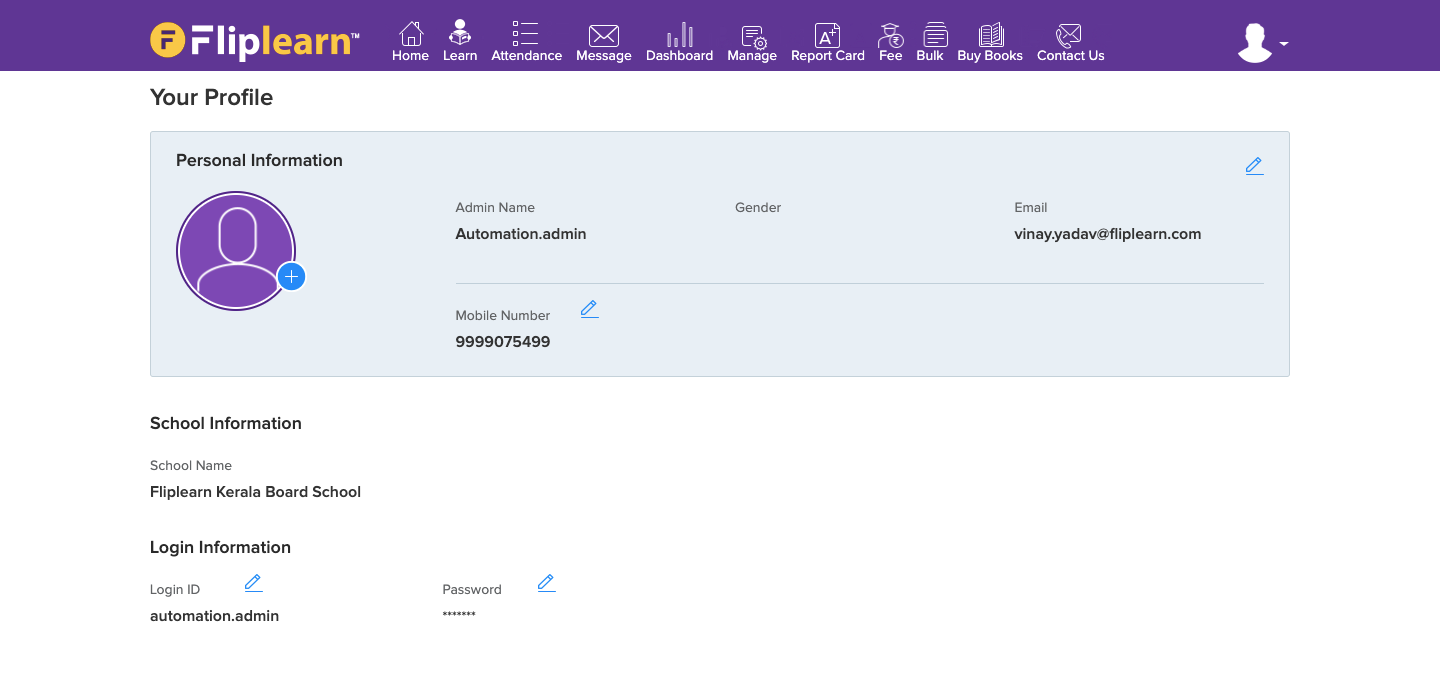 Fliplearn™
Home Learn Attendance Message Dashboard Manage Report Card Fee Bulk Buy Books Contact Us
Your Profile
Personal Information
Admin Name Gender Email
Automation.admin vinay.yadav@fliplearn.com
Mobile Number
9999075499
School Information
School Name
Fliplearn Kerala Board School
Login Information
Login ID Password
automation.admin *******